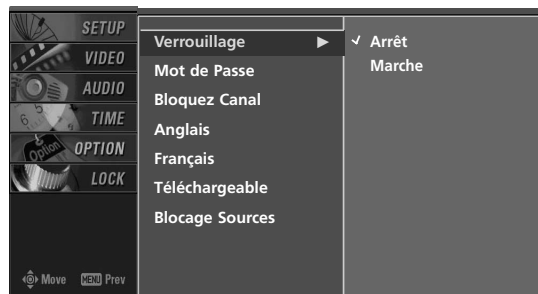 SETUP
VIDEO
AUDIO
TIME
OPTION
LOCK
Option
Move MENU Prev
Verrouillage
Mot de Passe
Bloquez Canal
Anglais
Français
Téléchargeable
Blocage Sources
Arrêt
Marche